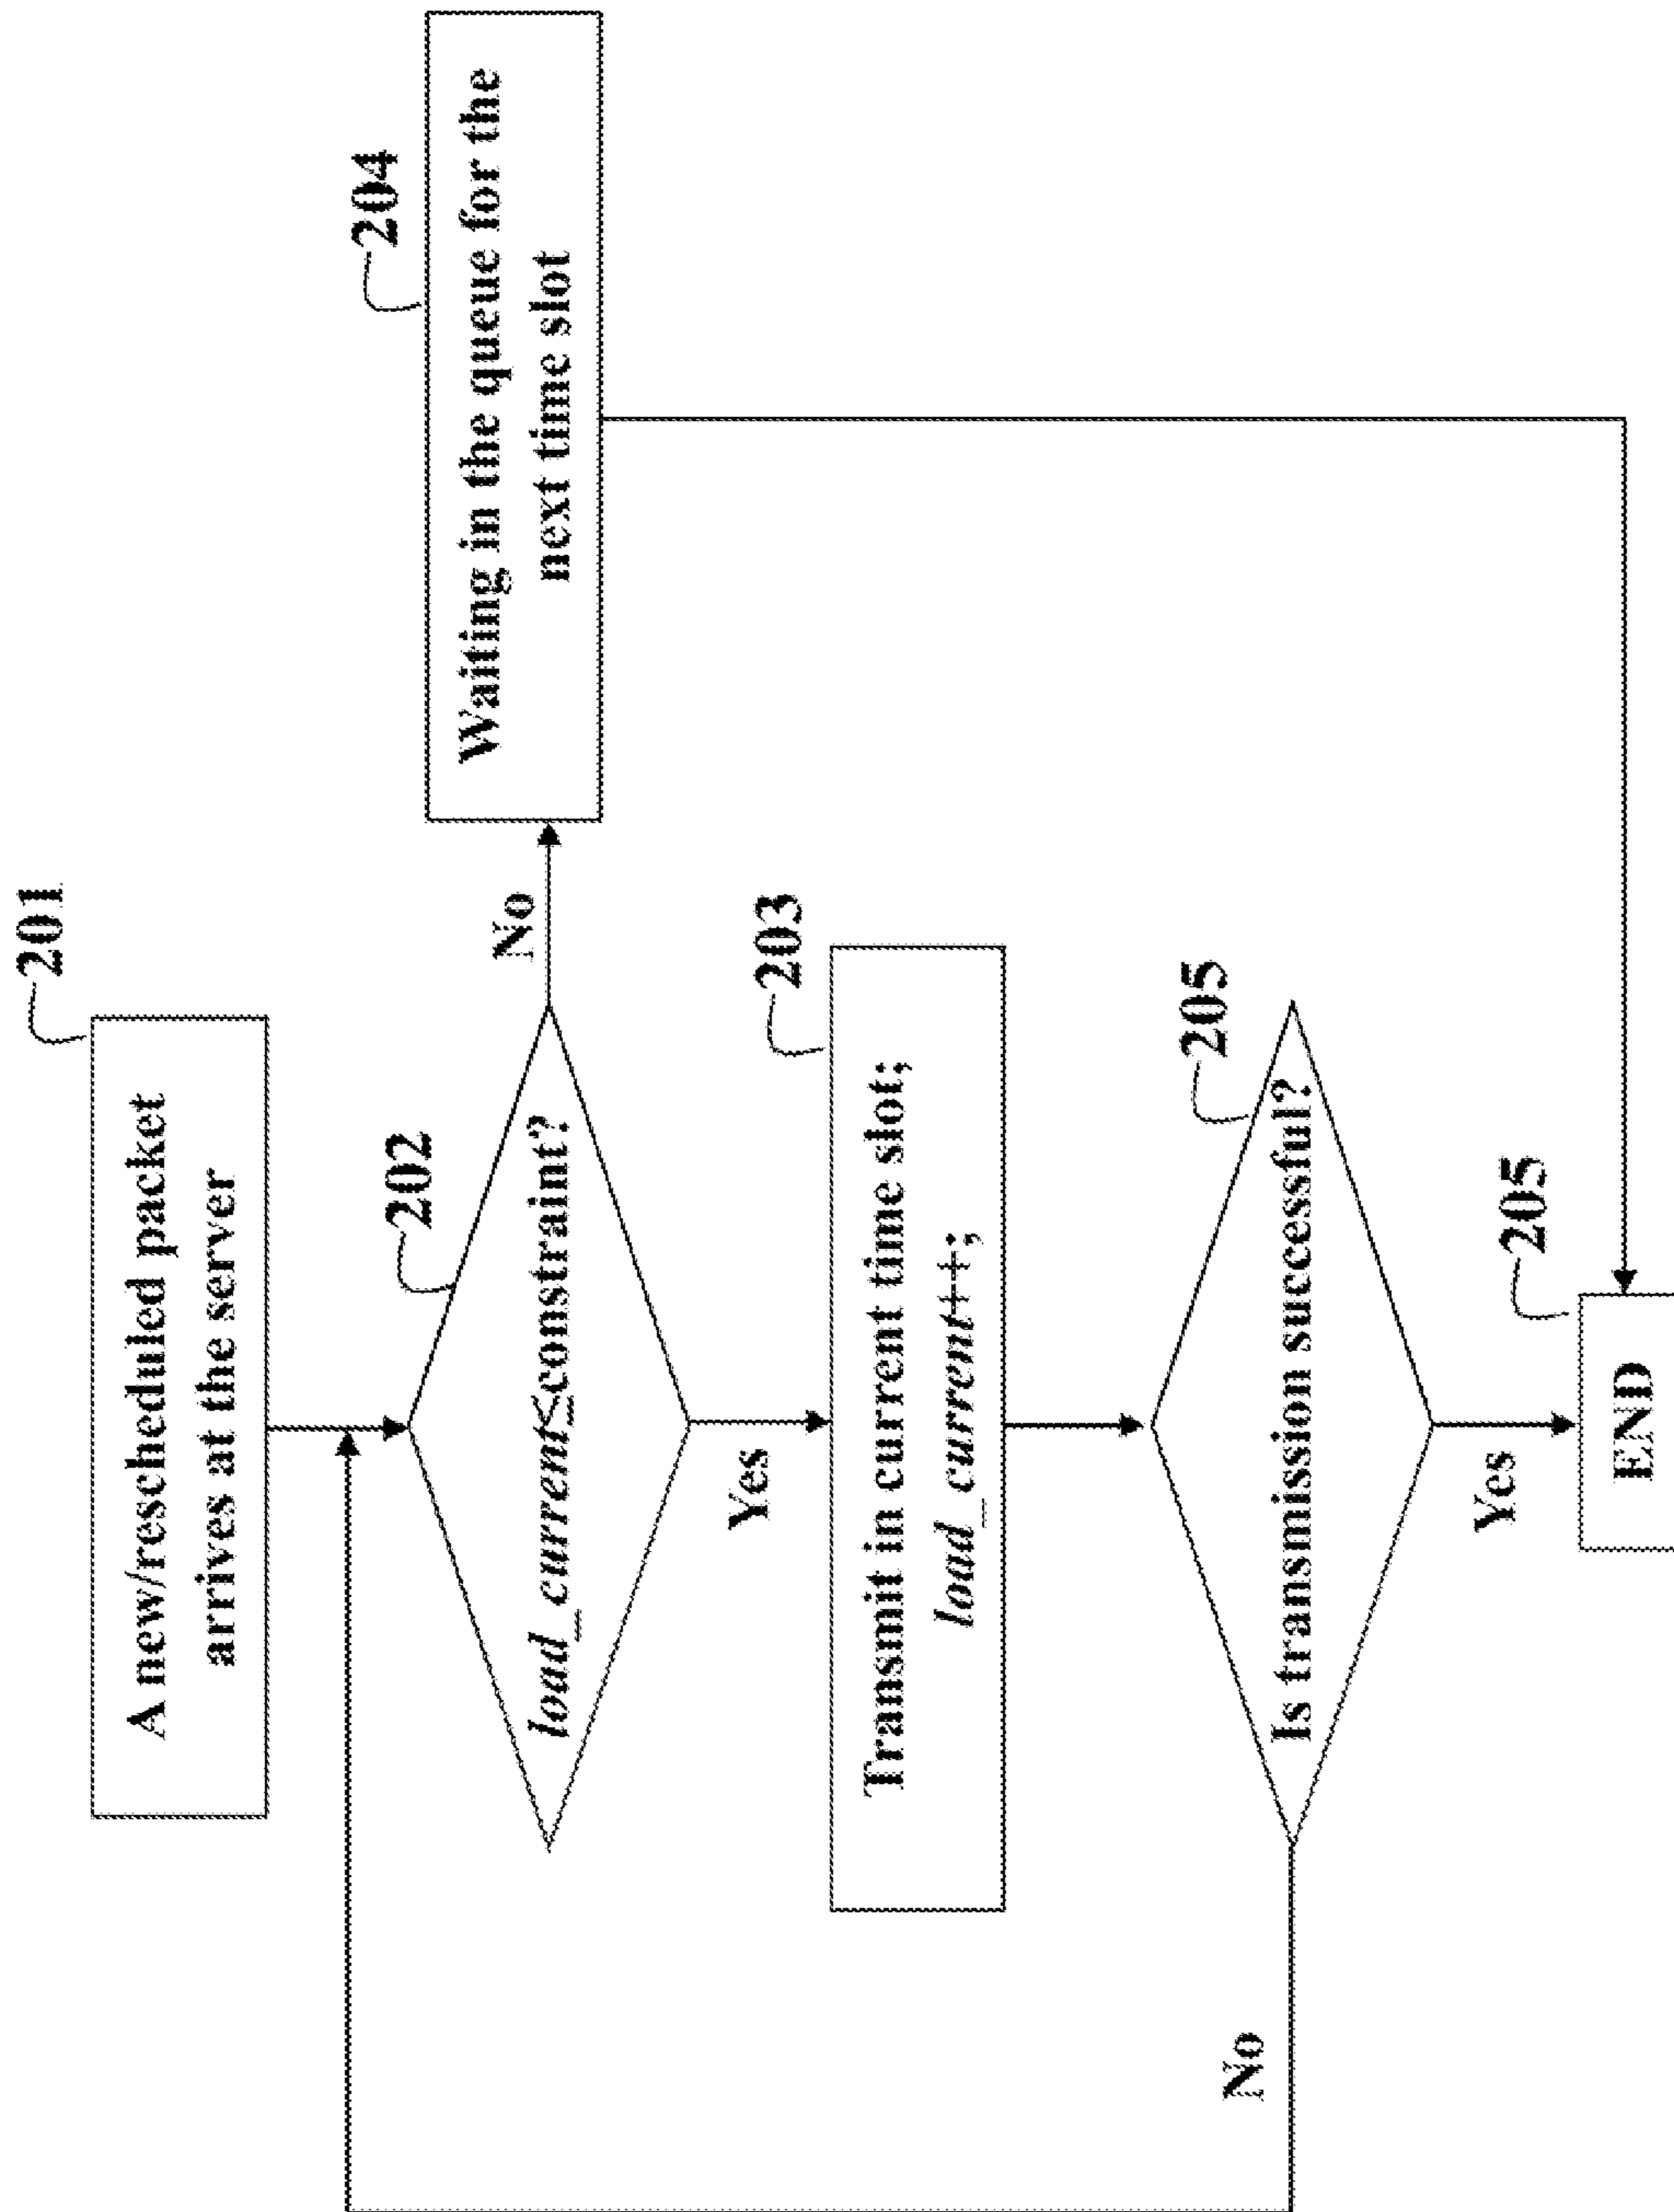 201
A new/rescheduled packet
arrives at the server
202
load_current≤constraint?
No
204
Waiting in the queue for the
next time slot
Yes
203
Transmit in current time slot;
load_current++;
205
Is transmission successful?
No
Yes
205
END